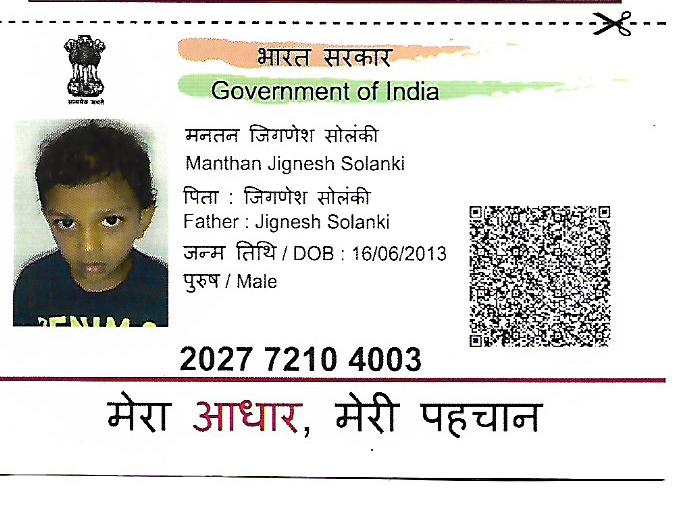 भारत सरकार
Government of India
सत्यमेव जयते
मनतन जिगणेश सोलंकी
Manthan Jignesh Solanki
पिता : जिगणेश सोलंकी
Father : Jignesh Solanki
जन्म तिथि / DOB : 16/06/2013
पुरुष / Male
2027 7210 4003
मेरा आधार, मेरी पहचान